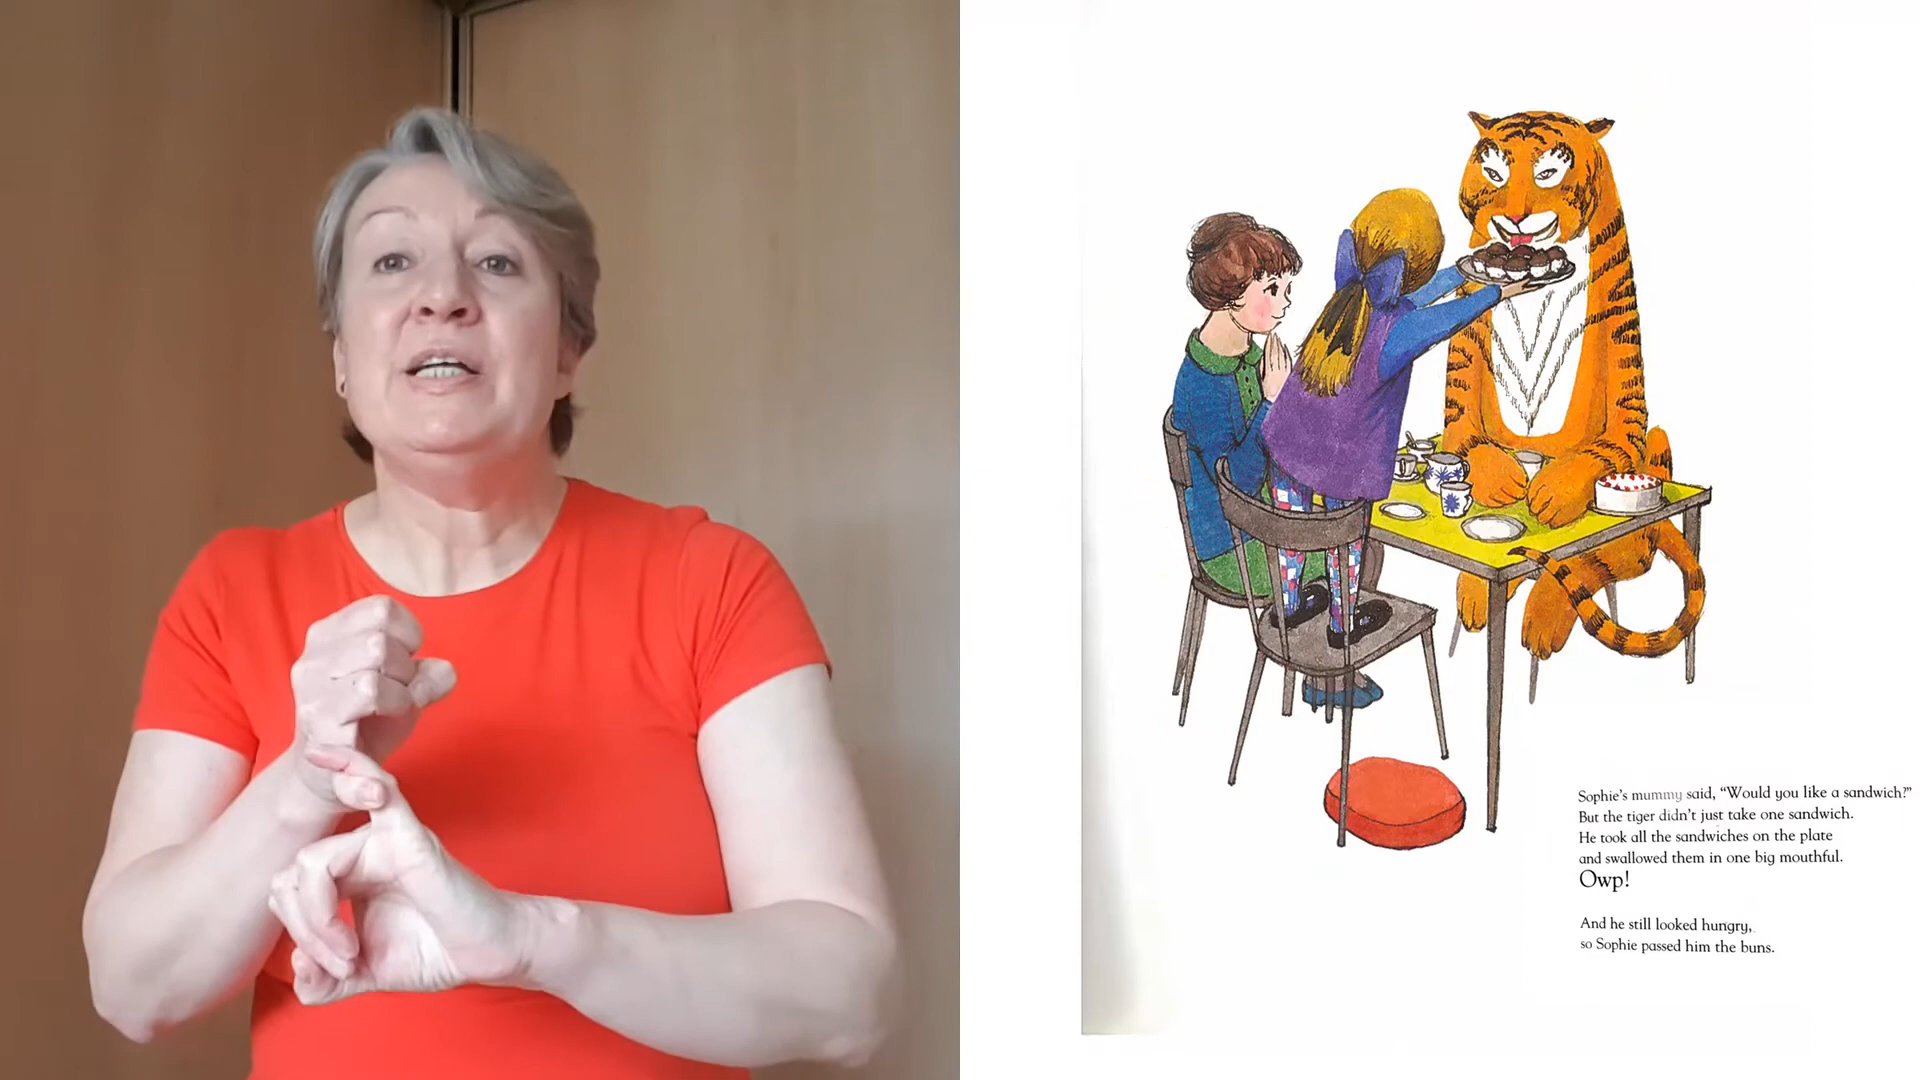 Sophie's mummy said, “Would you like a sandwich?”
But the tiger didn't just take one sandwich.
He took all the sandwiches on the plate
and swallowed them in one big mouthful.
Owp!
And he still looked hungry,
so Sophie passed him the buns.